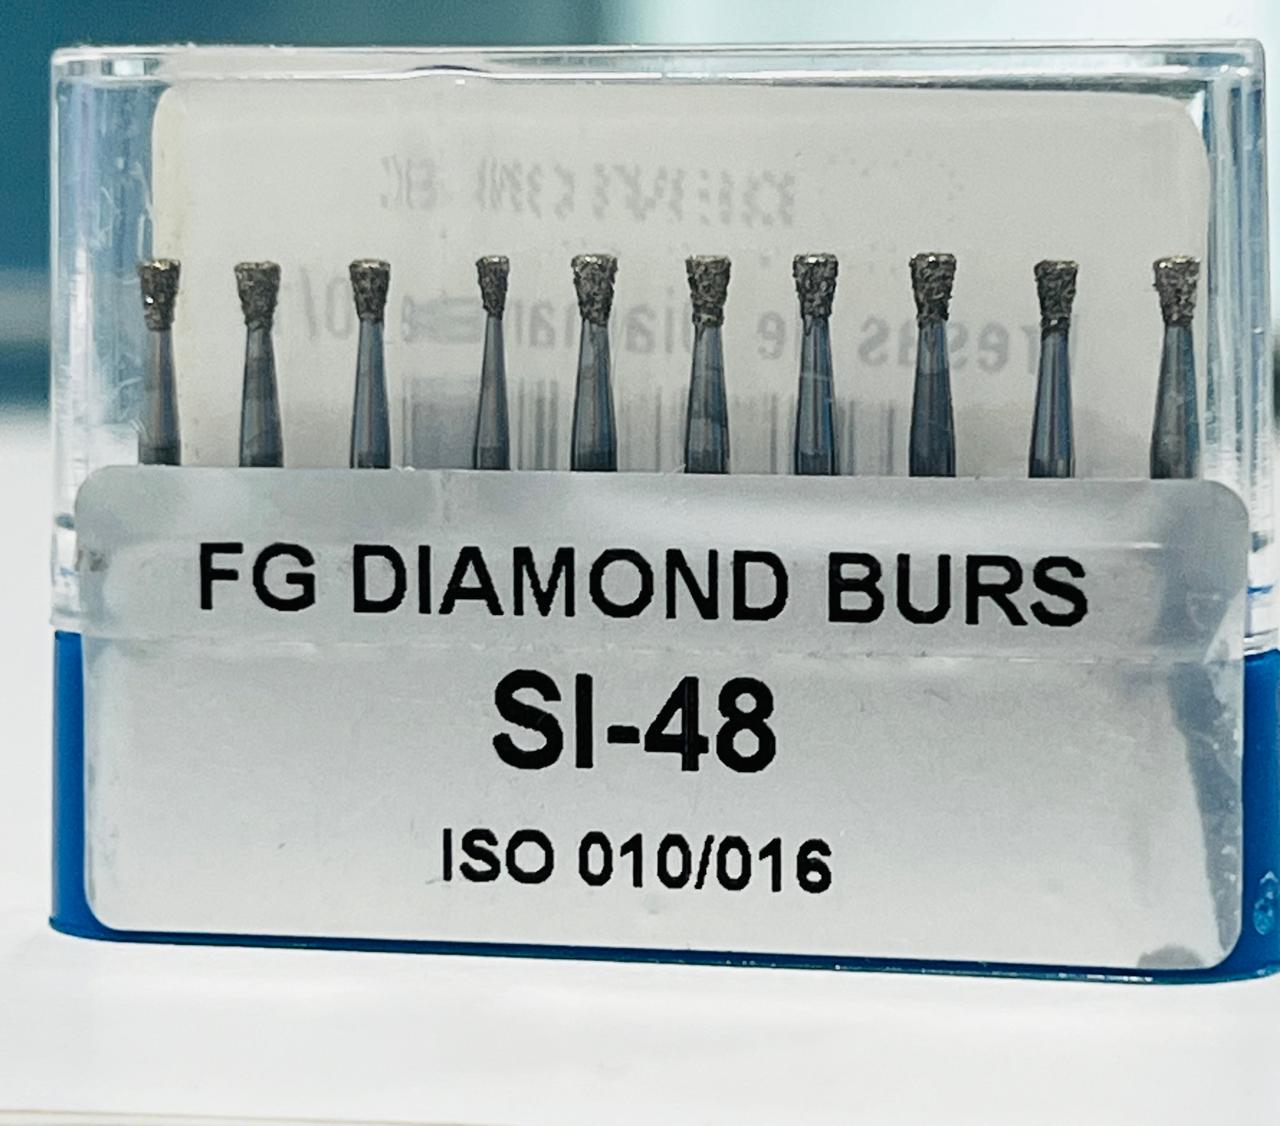 FG DIAMOND BURS
SI-48
ISO 010/016